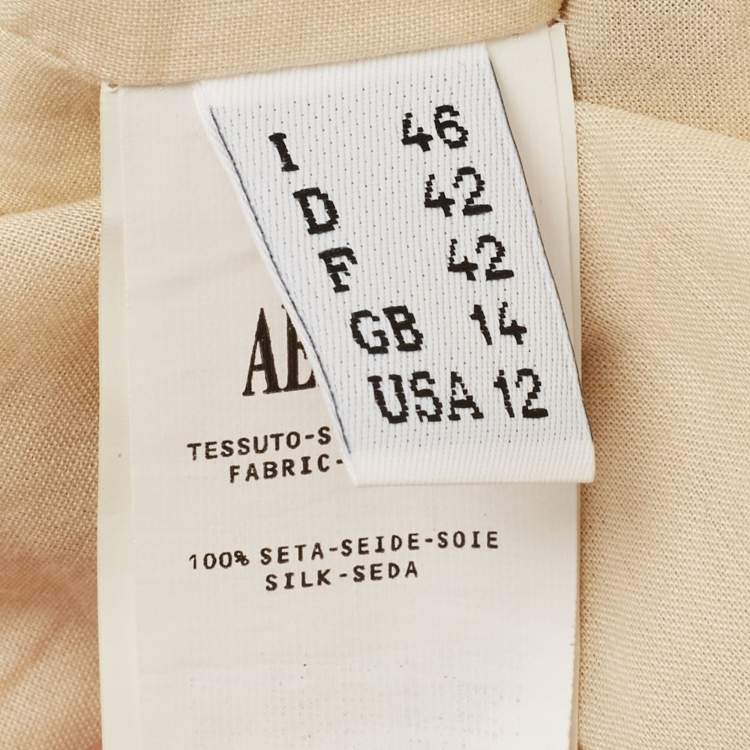 I 46
D 42
F 42
GB 14
USA 12
AE
TESSUTO-S
FABRIC-
100% SETA-SEIDE-SOIE
SILK-SEDA